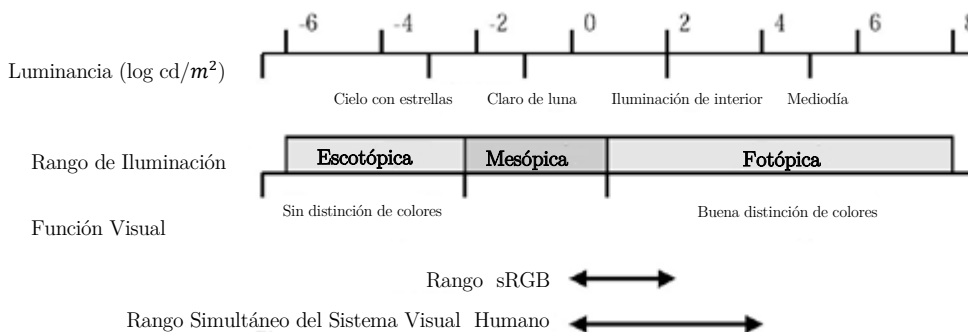 -6 -4 -2 0 2 4 6 8
Luminancia (log cd/m²)
Cielo con estrellas Claro de luna Iluminación de interior Mediodía
Rango de Iluminación Escotópica Mesópica Fotópica
Sin distinción de colores Buena distinción de colores
Función Visual
Rango sRGB
Rango Simultáneo del Sistema Visual Humano